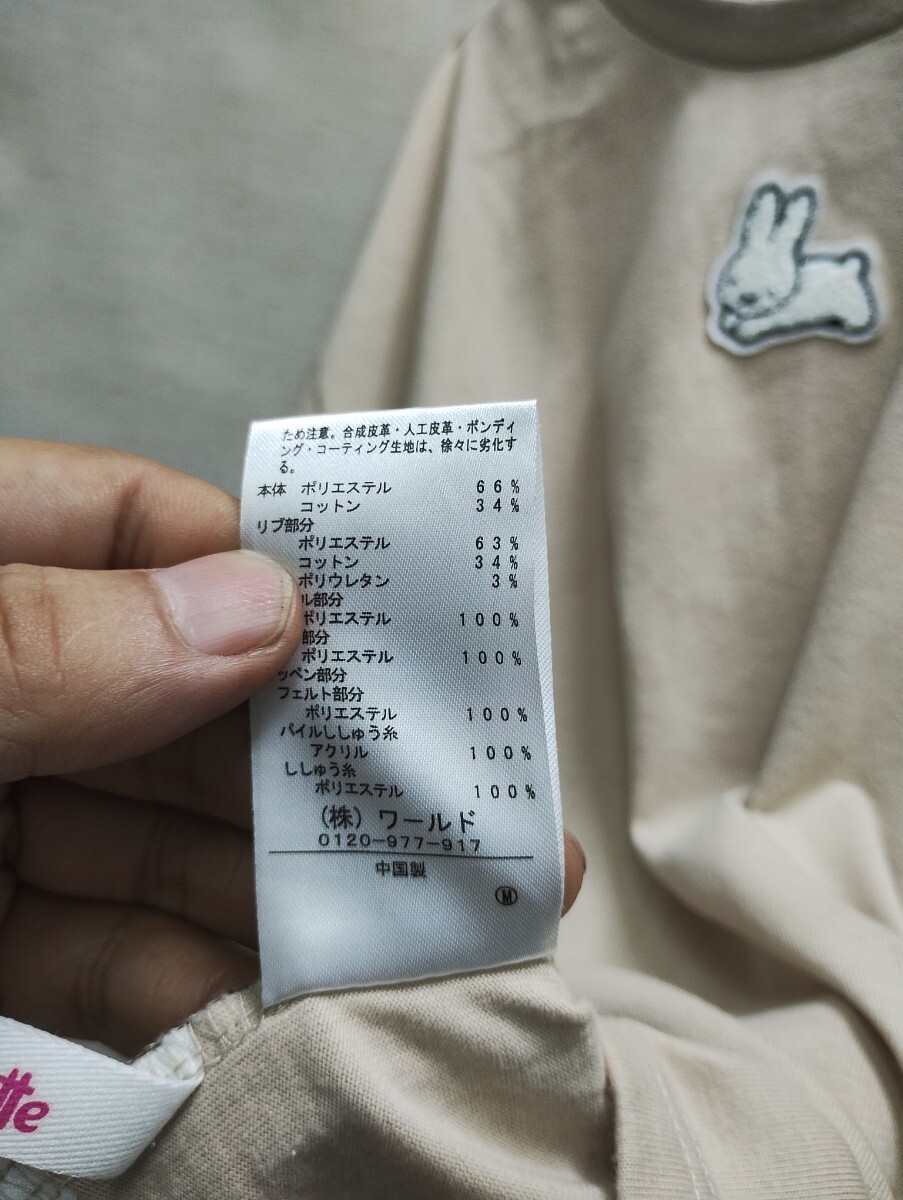 ため注意。合成皮革・人工皮革・ボンディ
ング・コーティング生地は、徐々に劣化す
る。
本体 ポリエステル 66%
コットン 34%
リブ部分
ポリエステル 63%
コットン 34%
ポリウレタン 3%
ル部分
ポリエステル 100%
部分
ポリエステル 100%
ッペン部分
フェルト部分
ポリエステル 100%
パイルししゅう糸
アクリル 100%
ししゅう糸
ポリエステル 100%
(株) ワールド
0120-977-917
中国製
Ⓜ
tte